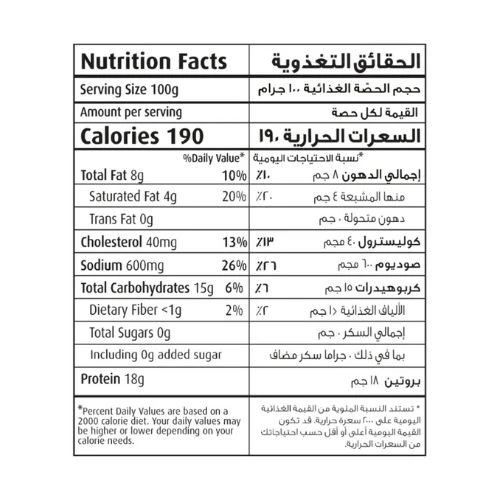 Nutrition Facts
الحقائق التغذوية
Serving Size 100g
حجم الحصّة الغذائية ١٠٠ جرام
Amount per serving
القيمة لكل حصة
Calories 190
السعرات الحرارية ١٩٠
%Daily Value*
*نسبة الاحتياجات اليومية
Total Fat 8g 10%
إجمالي الدهون ٨ جم ٪١٠
Saturated Fat 4g 20%
منها المشبعة ٤ جم ٪٢٠
Trans Fat 0g
دهون متحولة ٠ جم
Cholesterol 40mg 13%
كوليسترول ٤٠ مجم ٪١٣
Sodium 600mg 26%
صوديوم ٦٠٠ مجم ٪٢٦
Total Carbohydrates 15g 6%
كربوهيدرات ١٥ جم ٪٦
Dietary Fiber <1g 2%
الألياف الغذائية <١ جم ٪٢
Total Sugars 0g
إجمالي السكر ٠ جم
Including 0g added sugar
بما في ذلك ٠ جراما سكر مضاف
Protein 18g
بروتين ١٨ جم
*Percent Daily Values are based on a
2000 calorie diet. Your daily values may
be higher or lower depending on your
calorie needs.
* تستند النسبة المئوية من القيمة الغذائية
اليومية على ٢٠٠٠ سعرة حرارية. قد تكون
القيمة اليومية أعلى أو أقل حسب احتياجاتك
من السعرات الحرارية.